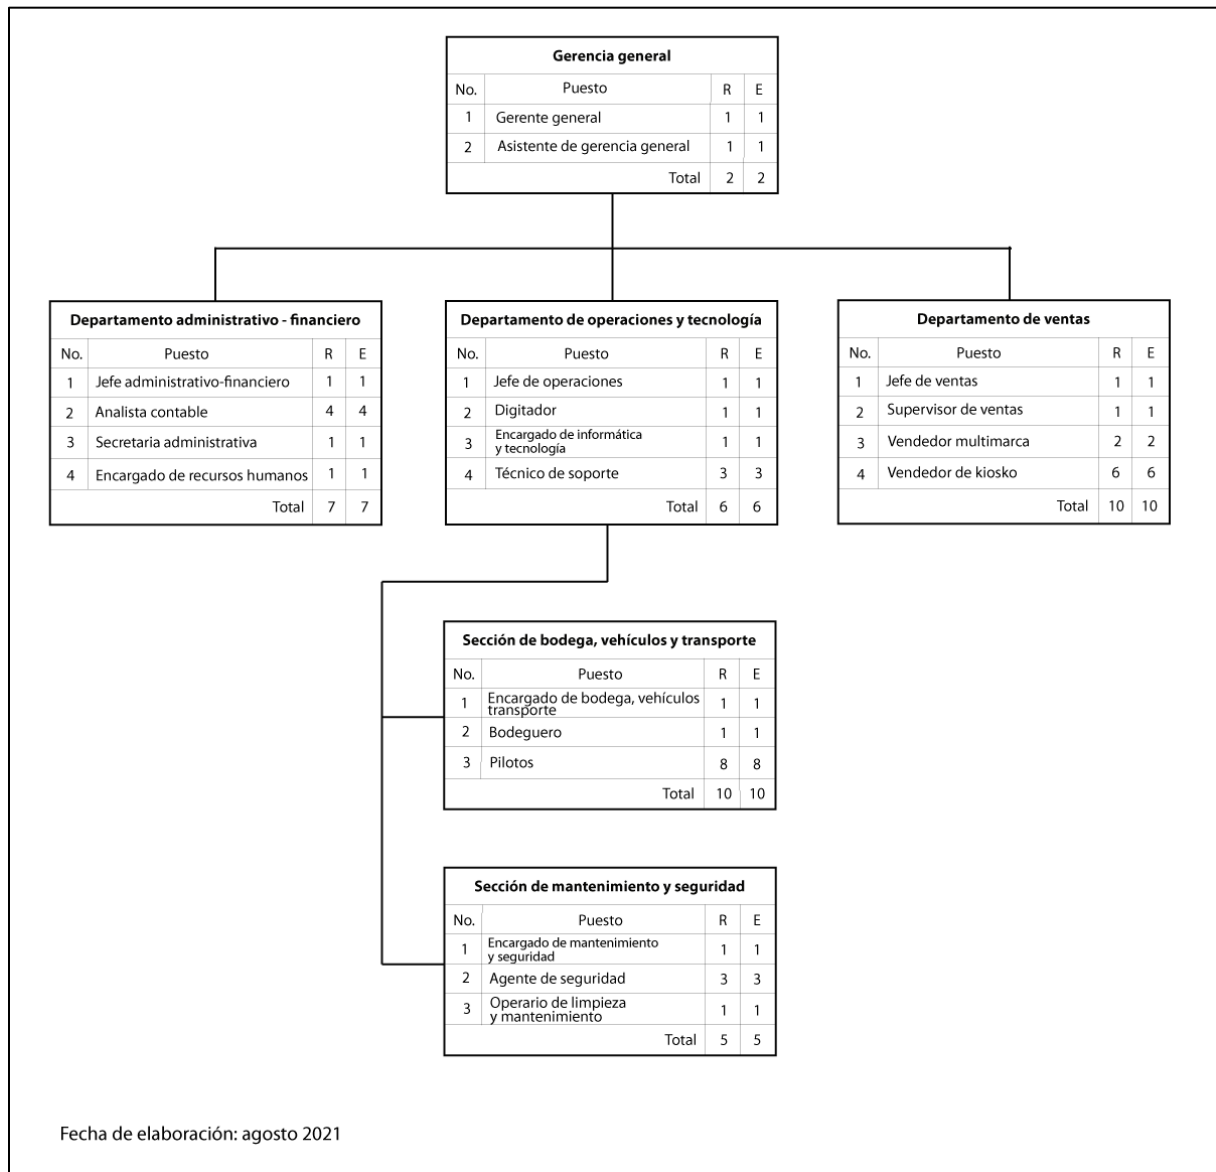 Gerencia general
No. Puesto R E
1 Gerente general 1 1
2 Asistente de gerencia general 1 1
Total 2 2
Departamento administrativo - financiero
No. Puesto R E
1 Jefe administrativo-financiero 1 1
2 Analista contable 4 4
3 Secretaria administrativa 1 1
4 Encargado de recursos humanos 1 1
Total 7 7
Departamento de operaciones y tecnología
No. Puesto R E
1 Jefe de operaciones 1 1
2 Digitador 1 1
3 Encargado de informática
y tecnología 1 1
4 Técnico de soporte 3 3
Total 6 6
Departamento de ventas
No. Puesto R E
1 Jefe de ventas 1 1
2 Supervisor de ventas 1 1
3 Vendedor multimarca 2 2
4 Vendedor de kiosko 6 6
Total 10 10
Sección de bodega, vehículos y transporte
No. Puesto R E
1 Encargado de bodega, vehículos
transporte 1 1
2 Bodeguero 1 1
3 Pilotos 8 8
Total 10 10
Sección de mantenimiento y seguridad
No. Puesto R E
1 Encargado de mantenimiento
y seguridad 1 1
2 Agente de seguridad 3 3
3 Operario de limpieza
y mantenimiento 1 1
Total 5 5
Fecha de elaboración: agosto 2021